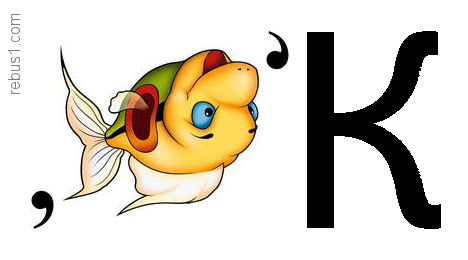 rebus1.com
,
'
К